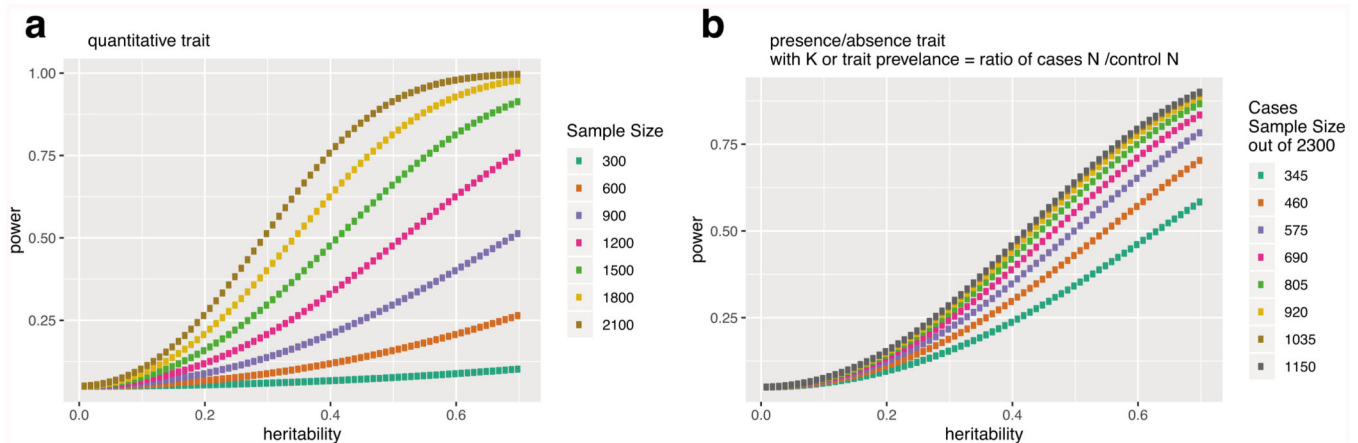 a
quantitative trait
1.00
0.75
0.50
0.25
power
0.0
0.2
0.4
0.6
heritability
Sample Size
300
600
900
1200
1500
1800
2100
b
presence/absence trait
with K or trait prevelance = ratio of cases N /control N
0.75
0.50
0.25
power
0.0
0.2
0.4
0.6
heritability
Cases
Sample Size
out of 2300
345
460
575
690
805
920
1035
1150